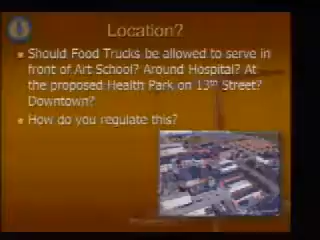 Location?
Should Food Trucks be allowed to serve in
front of Art School? Around Hospital? At
the proposed Health Park on 13th Street?
Downtown?
How do you regulate this?